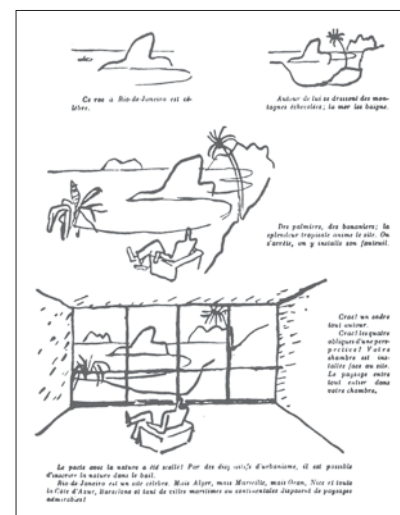 Ce roc à Rio-de-Janeiro est cé-
lèbre.
Autour de lui se dressent des mon-
tagnes échevelées ; la mer les baigne.
Des palmiers, des bananiers ; la
splendeur tropicale anime le site. On
s'arrête, on y installe son fauteuil.
Crac! un cadre
tout autour.
Crac! les quatre
obliques d'une pers-
pective! Votre
chambre est ins-
tallée face au site.
Le paysage entre
tout entier dans
votre chambre.
Le pacte avec la nature a été scellé! Par des dispositifs d'urbanisme, il est possible
d'inscrire la nature dans le bail.
Rio de Janeiro est un site célèbre. Mais Alger, mais Marseille, mais Oran, Nice et toute
la Côte d'Azur, Barcelone et tant de villes maritimes ou continentales disposent de paysages
admirables!